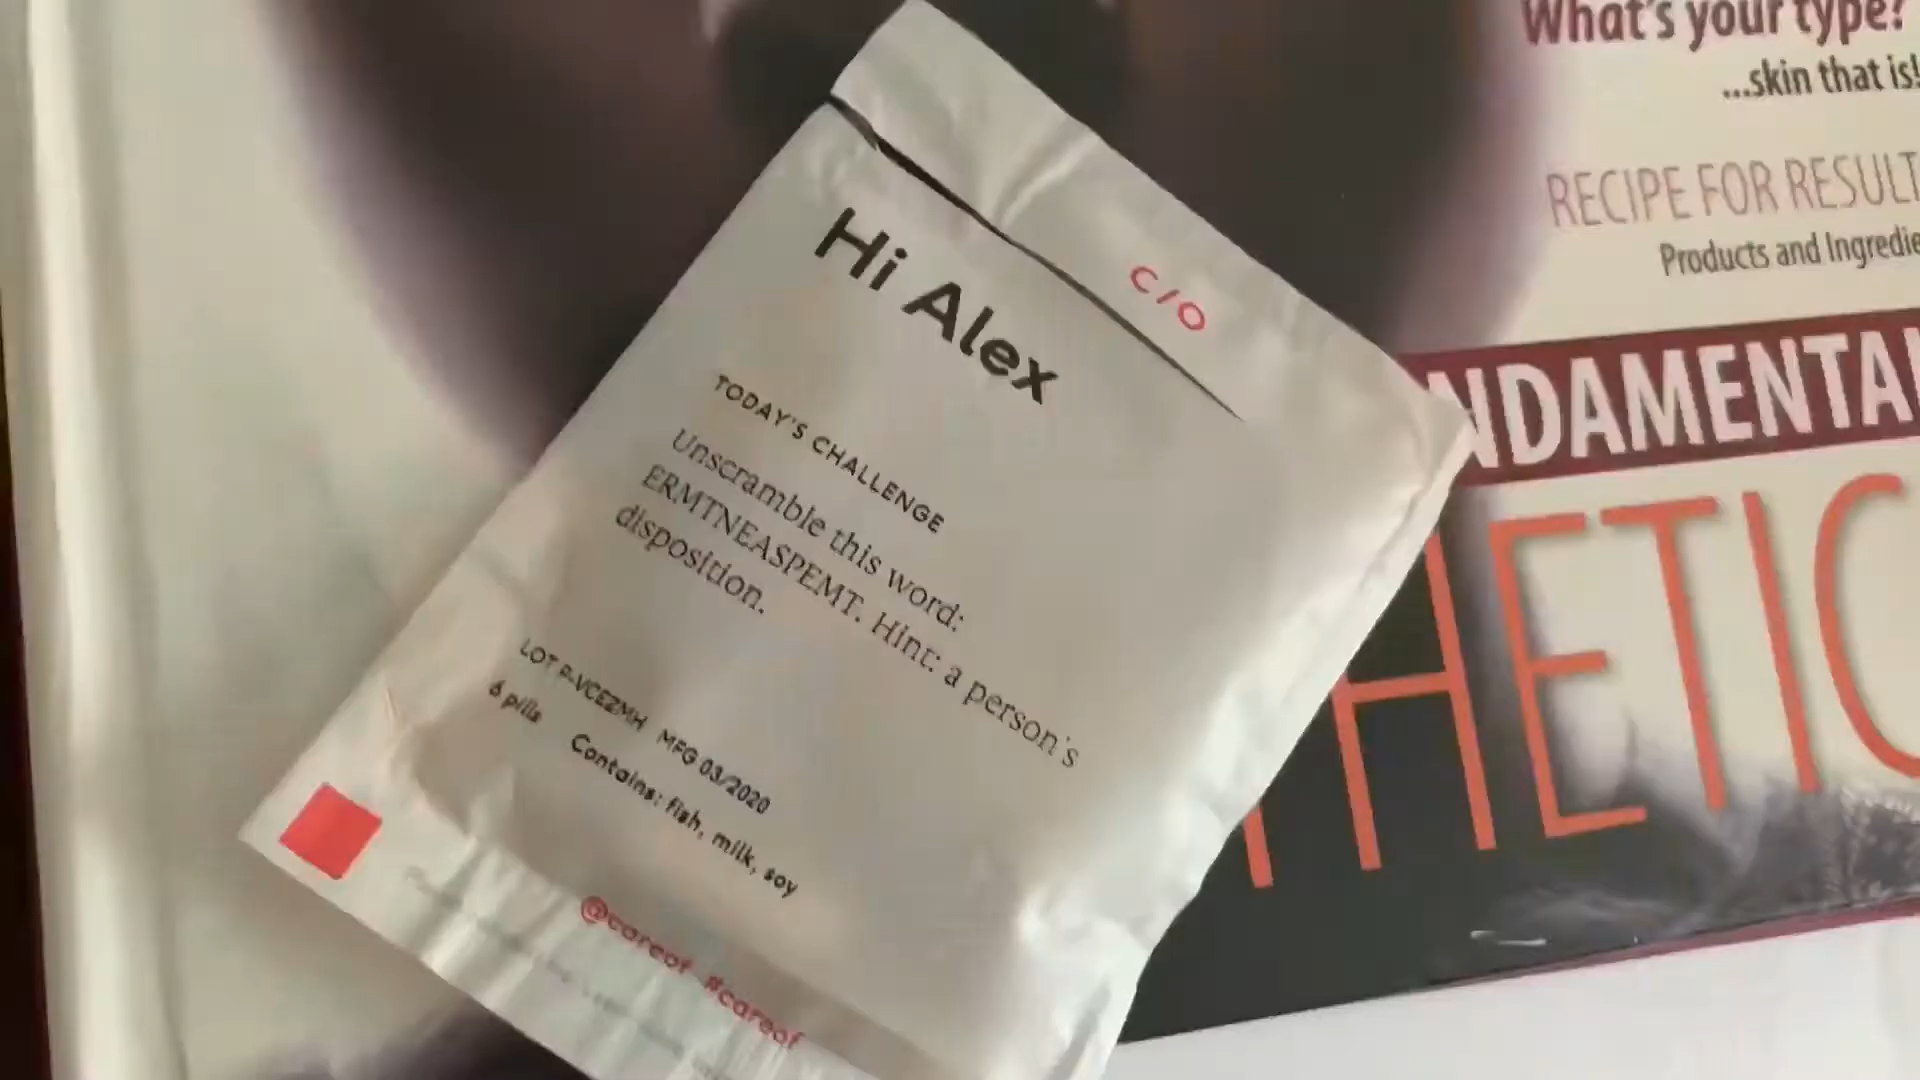 What's your type?
...skin that is!
RECIPE FOR RESULT
Products and Ingredie
NDAMENTA
HETIC
C/O
Hi Alex
TODAY'S CHALLENGE
Unscramble this word:
ERMTNEASPEMT. Hint: a person's
disposition.
LOT P-VCEZMH MFG 03/2020
6 pills
Contains: fish, milk, soy
@careof #careof